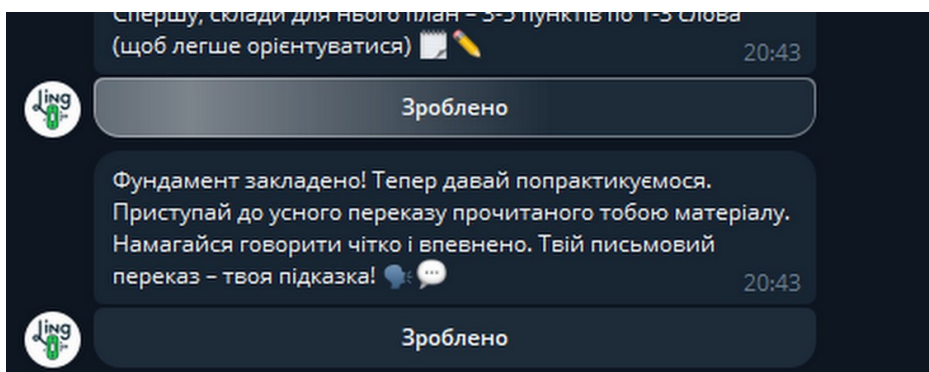 Спершу, склади для нього план – 3-5 пунктів по 1-3 слова
(щоб легше орієнтуватися) 🗒️✏️
20:43
Ling
Зроблено
Фундамент закладено! Тепер давай попрактикуємося.
Приступай до усного переказу прочитаного тобою матеріалу.
Намагайся говорити чітко і впевнено. Твій письмовий
переказ – твоя підказка! 🗣️💬
20:43
Ling
Зроблено